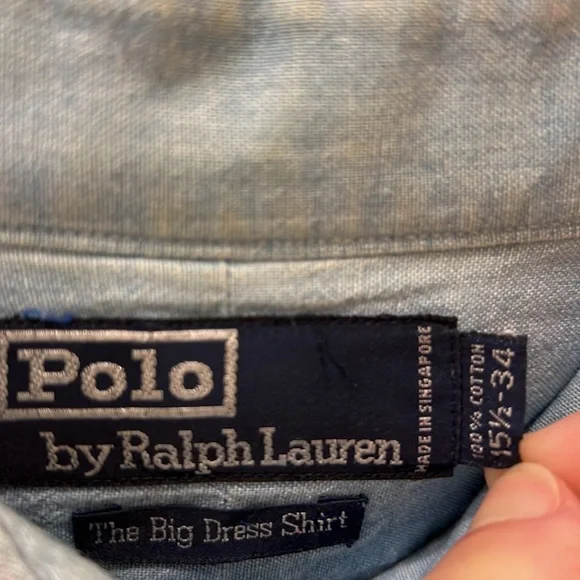 Polo
by Ralph Lauren
MADE IN SINGAPORE
100% COTTON
15½-34
The Big Dress Shirt